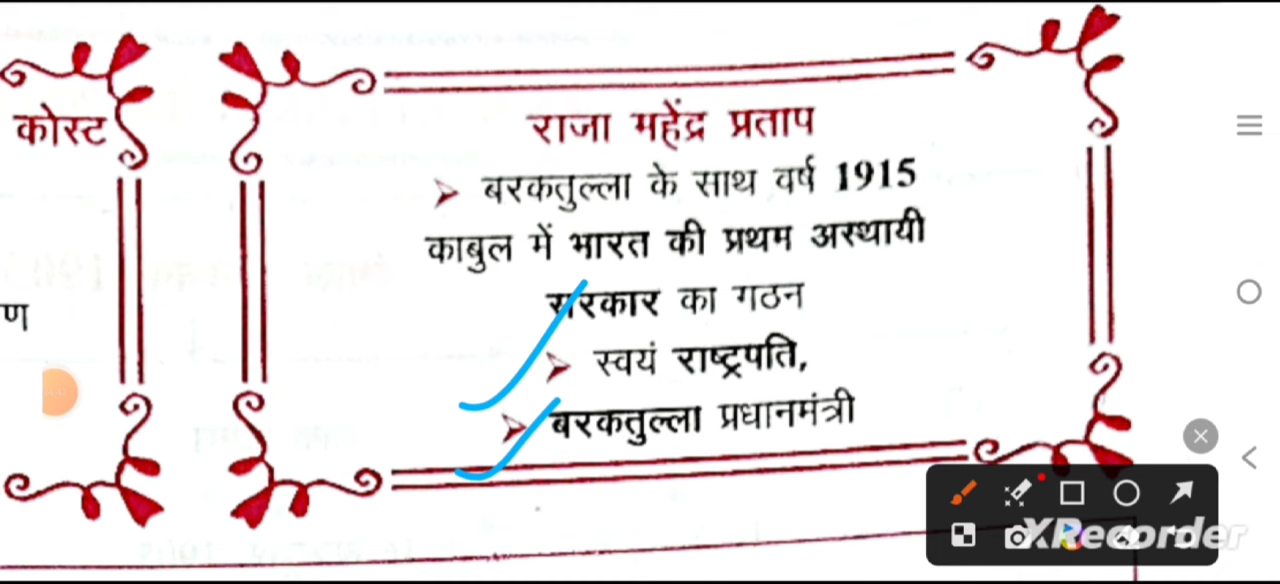 कोस्ट
राजा महेंद्र प्रताप
➤ बरकतुल्ला के साथ वर्ष 1915
काबुल में भारत की प्रथम अस्थायी
सरकार का गठन
ण
➤ स्वयं राष्ट्रपति,
➤ बरकतुल्ला प्रधानमंत्री
XRecorder